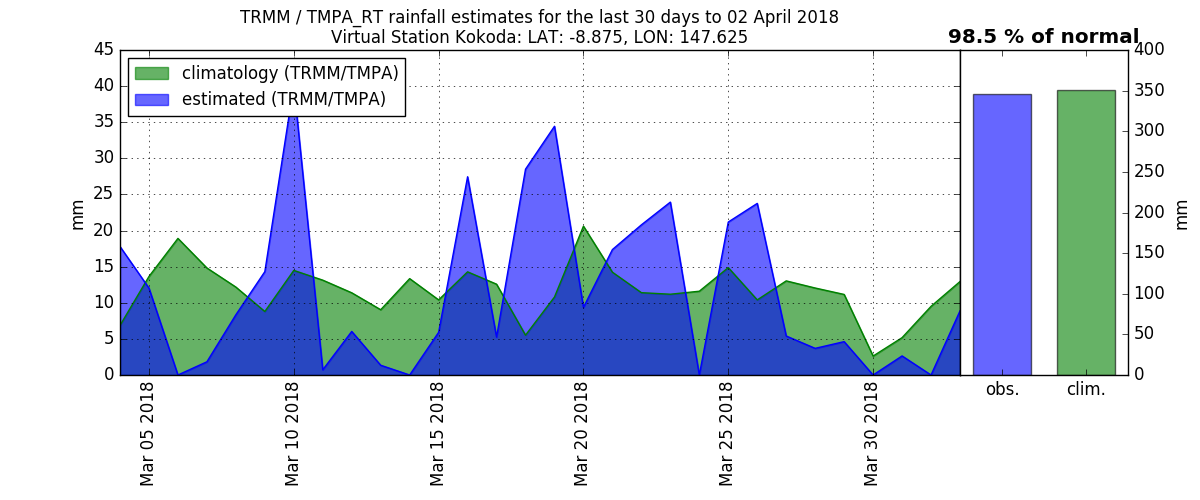 TRMM / TMPA_RT rainfall estimates for the last 30 days to 02 April 2018
Virtual Station Kokoda: LAT: -8.875, LON: 147.625
98.5 % of normal
climatology (TRMM/TMPA)
estimated (TRMM/TMPA)
45
40
35
30
25
20
15
10
5
0
mm
Mar 05 2018
Mar 10 2018
Mar 15 2018
Mar 20 2018
Mar 25 2018
Mar 30 2018
400
350
300
250
200
150
100
50
0
mm
obs.
clim.